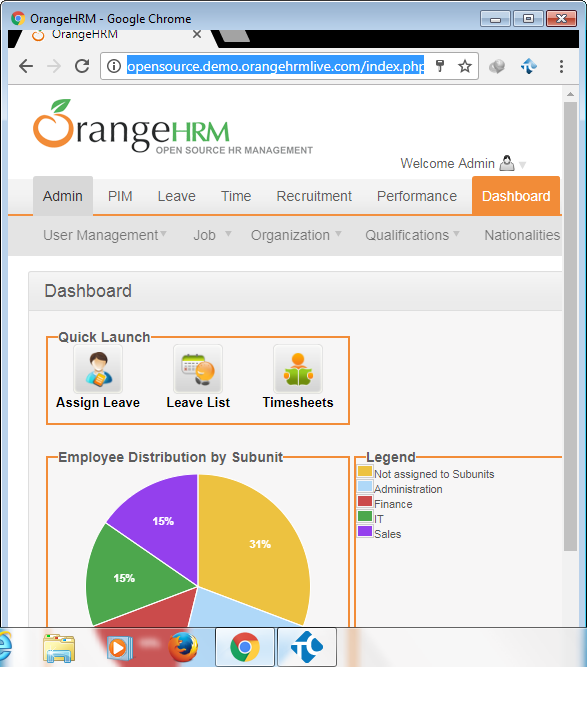 OrangeHRM - Google Chrome
OrangeHRM
opensource.demo.orangehrmlive.com/index.php
OrangeHRM
OPEN SOURCE HR MANAGEMENT
Welcome Admin
Admin PIM Leave Time Recruitment Performance Dashboard
User Management Job Organization Qualifications Nationalities
Dashboard
Quick Launch
Assign Leave Leave List Timesheets
Employee Distribution by Subunit
Legend
Not assigned to Subunits
Administration
Finance
IT
Sales
15%
31%
15%